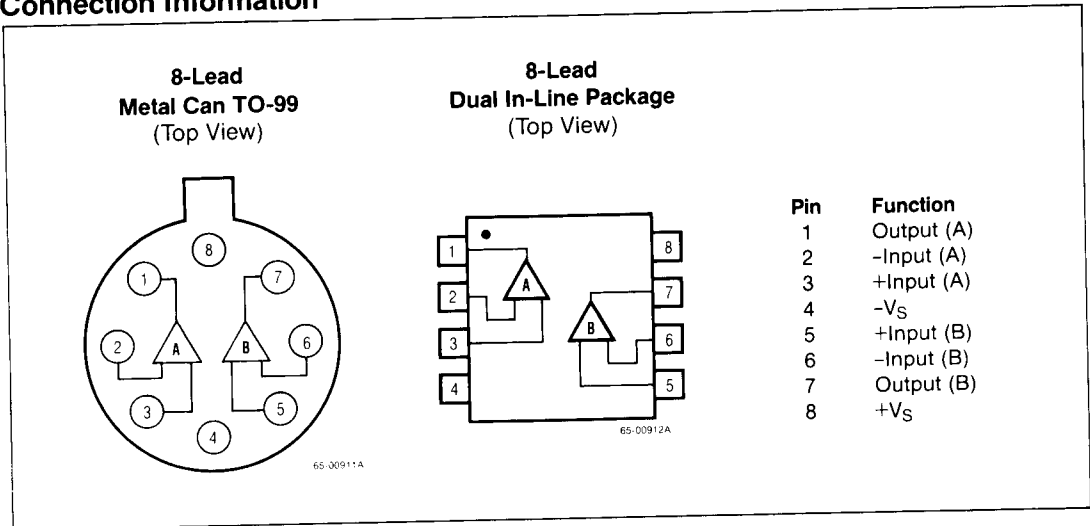 Connection Information
8-Lead
Metal Can TO-99
(Top View)
8
1
7
A
B
2
6
3
5
4
65-00911A
8-Lead
Dual In-Line Package
(Top View)
1
8
A
2
7
B
3
6
4
5
65-00912A
Pin Function
1 Output (A)
2 –Input (A)
3 +Input (A)
4 –VS
5 +Input (B)
6 –Input (B)
7 Output (B)
8 +VS